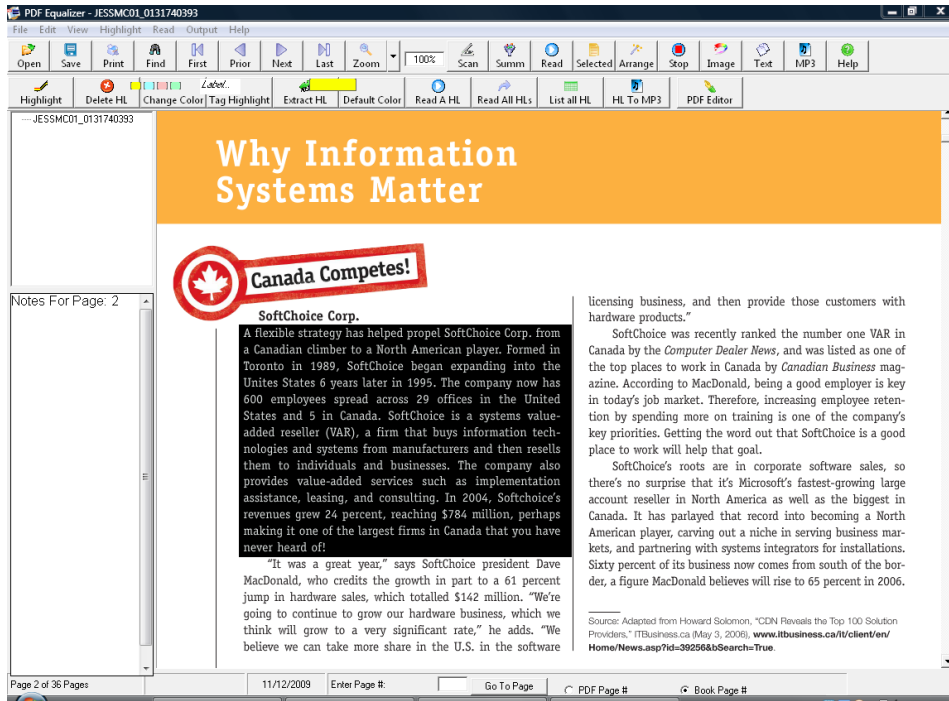 PDF Equalizer - JESSMC01_0131740393
File Edit View Highlight Read Output Help
Open Save Print Find First Prior Next Last Zoom 100% Scan Summ Read Selected Arrange Stop Image Text MP3 Help
Label..
Highlight Delete HL Change Color Tag Highlight Extract HL Default Color Read A HL Read All HLs List all HL HL To MP3 PDF Editor
JESSMC01_0131740393
Notes For Page: 2
Why Information
Systems Matter
Canada Competes!
SoftChoice Corp.
A flexible strategy has helped propel SoftChoice Corp. from
a Canadian climber to a North American player. Formed in
Toronto in 1989, SoftChoice began expanding into the
Unites States 6 years later in 1995. The company now has
600 employees spread across 29 offices in the United
States and 5 in Canada. SoftChoice is a systems value-
added reseller (VAR), a firm that buys information tech-
nologies and systems from manufacturers and then resells
them to individuals and businesses. The company also
provides value-added services such as implementation
assistance, leasing, and consulting. In 2004, Softchoice's
revenues grew 24 percent, reaching $784 million, perhaps
making it one of the largest firms in Canada that you have
never heard of!
"It was a great year," says SoftChoice president Dave
MacDonald, who credits the growth in part to a 61 percent
jump in hardware sales, which totalled $142 million. "We're
going to continue to grow our hardware business, which we
think will grow to a very significant rate," he adds. "We
believe we can take more share in the U.S. in the software
licensing business, and then provide those customers with
hardware products."
SoftChoice was recently ranked the number one VAR in
Canada by the Computer Dealer News, and was listed as one of
the top places to work in Canada by Canadian Business mag-
azine. According to MacDonald, being a good employer is key
in today's job market. Therefore, increasing employee reten-
tion by spending more on training is one of the company's
key priorities. Getting the word out that SoftChoice is a good
place to work will help that goal.
SoftChoice's roots are in corporate software sales, so
there's no surprise that it's Microsoft's fastest-growing large
account reseller in North America as well as the biggest in
Canada. It has parlayed that record into becoming a North
American player, carving out a niche in serving business mar-
kets, and partnering with systems integrators for installations.
Sixty percent of its business now comes from south of the bor-
der, a figure MacDonald believes will rise to 65 percent in 2006.
Source: Adapted from Howard Solomon, "CDN Reveals the Top 100 Solution
Providers," ITBusiness.ca (May 3, 2006), www.itbusiness.ca/it/client/en/
Home/News.asp?id=39256&bSearch=True.
Page 2 of 36 Pages 11/12/2009 Enter Page #: Go To Page PDF Page # Book Page #